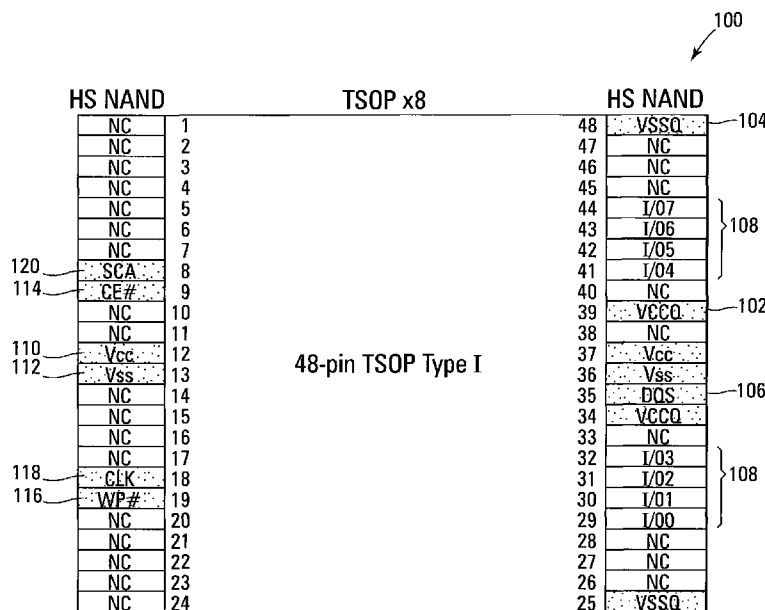 100
HS NAND TSOP x8 HS NAND
NC 1 48 VSSQ 104
NC 2 47 NC
NC 3 46 NC
NC 4 45 NC
NC 5 44 I/07
NC 6 43 I/06 108
NC 7 42 I/05
120 SCA 8 41 I/04
114 CE# 9 40 NC
NC 10 39 VCCQ 102
NC 11 38 NC
110 Vcc 12 37 Vcc
112 Vss 13 48-pin TSOP Type I 36 Vss
NC 14 35 DQS 106
NC 15 34 VCCQ
NC 16 33 NC
NC 17 32 I/03
118 CLK 18 31 I/02 108
116 WP# 19 30 I/01
NC 20 29 I/00
NC 21 28 NC
NC 22 27 NC
NC 23 26 NC
NC 24 25 VSSQ